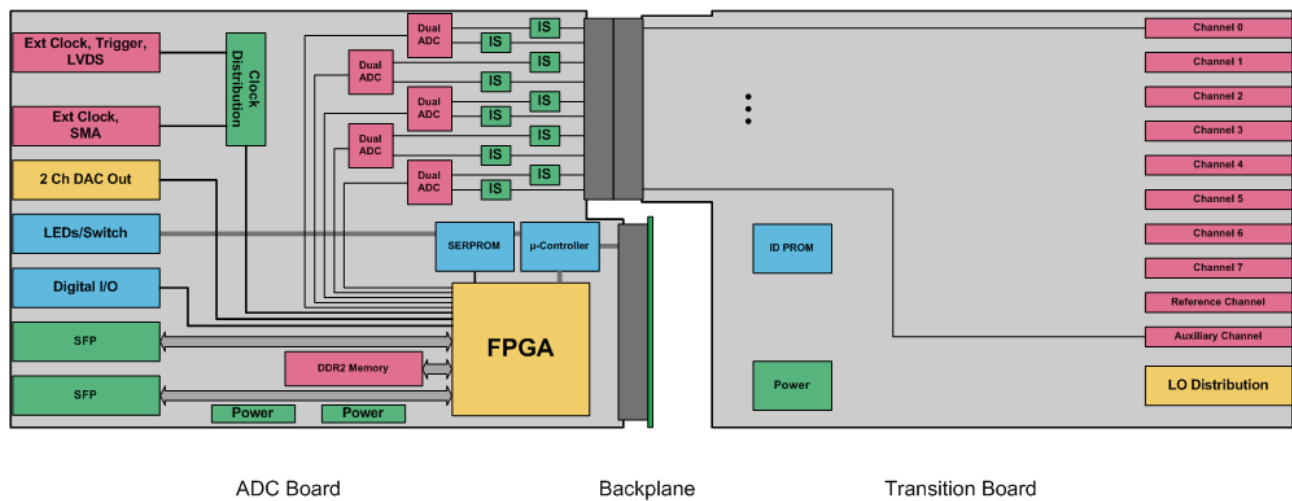 Ext Clock, Trigger,
LVDS
Ext Clock,
SMA
2 Ch DAC Out
LEDs/Switch
Digital I/O
SFP
SFP
Clock
Distribution
Dual
ADC
Dual
ADC
Dual
ADC
Dual
ADC
Dual
ADC
IS
IS
IS
IS
IS
IS
IS
IS
IS
IS
SERPROM
µ-Controller
FPGA
DDR2 Memory
Power
Power
ID PROM
Power
Channel 0
Channel 1
Channel 2
Channel 3
Channel 4
Channel 5
Channel 6
Channel 7
Reference Channel
Auxiliary Channel
LO Distribution
ADC Board
Backplane
Transition Board